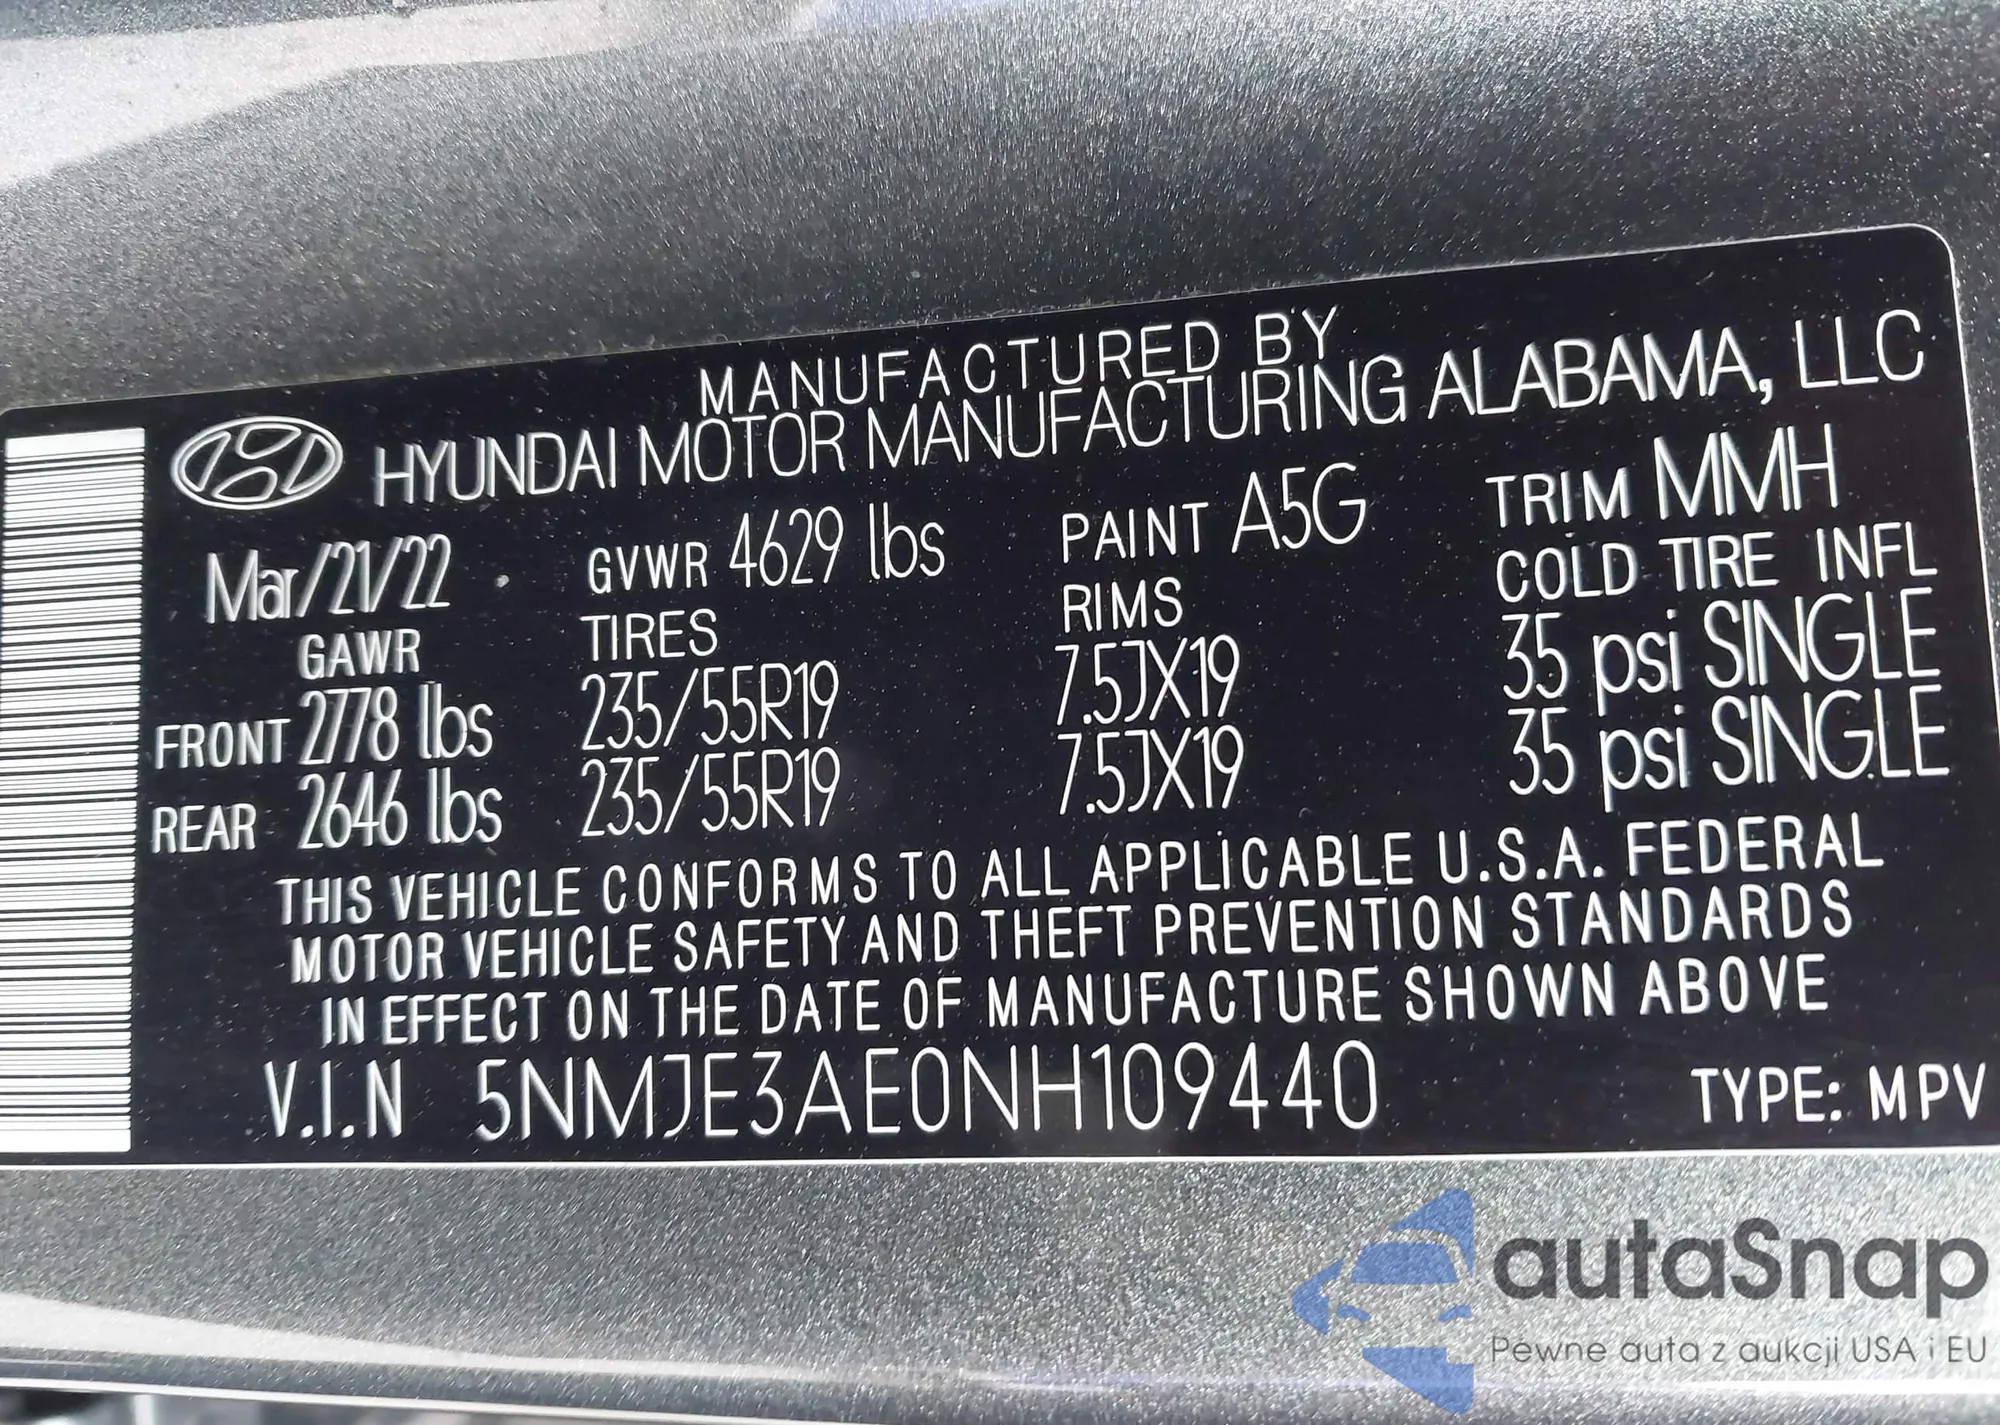 MANUFACTURED BY
HYUNDAI MOTOR MANUFACTURING ALABAMA, LLC
Mar/21/22 GVWR 4629 lbs PAINT A5G TRIM MMH
GAWR TIRES RIMS COLD TIRE INFL
FRONT 2778 lbs 235/55R19 7.5JX19 35 psi SINGLE
REAR 2646 lbs 235/55R19 7.5JX19 35 psi SINGLE
THIS VEHICLE CONFORMS TO ALL APPLICABLE U.S.A. FEDERAL
MOTOR VEHICLE SAFETY AND THEFT PREVENTION STANDARDS
IN EFFECT ON THE DATE OF MANUFACTURE SHOWN ABOVE
V.I.N 5NMJE3AE0NH109440 TYPE: MPV
autaSnap
Pewne auta z aukcji USA i EU